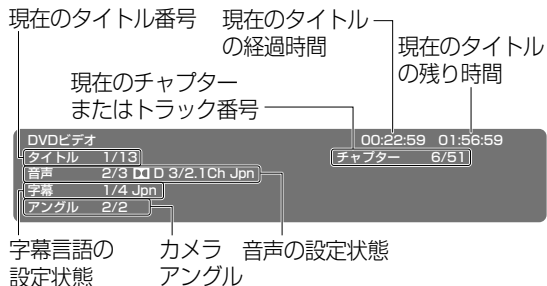 現在のタイトル番号
現在のタイトル
の経過時間
現在のタイトル
の残り時間
現在のチャプター
またはトラック番号
DVDビデオ 00:22:59 01:56:59
タイトル 1/13 チャプター 6/51
音声 2/3 D 3/2.1Ch Jpn
字幕 1/4 Jpn
アングル 2/2
字幕言語の
設定状態
カメラ
アングル
音声の設定状態